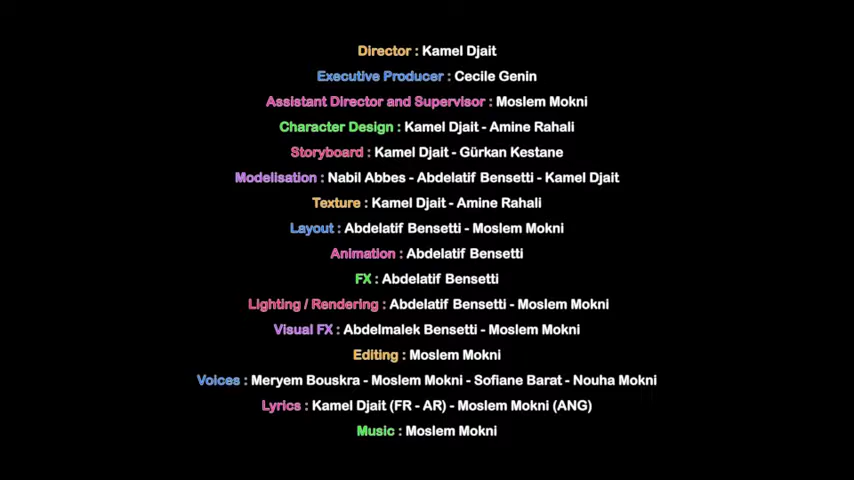 Director : Kamel Djait
Executive Producer : Cecile Genin
Assistant Director and Supervisor : Moslem Mokni
Character Design : Kamel Djait - Amine Rahali
Storyboard : Kamel Djait - Gürkan Kestane
Modelisation : Nabil Abbes - Abdelatif Bensetti - Kamel Djait
Texture : Kamel Djait - Amine Rahali
Layout : Abdelatif Bensetti - Moslem Mokni
Animation : Abdelatif Bensetti
FX : Abdelatif Bensetti
Lighting / Rendering : Abdelatif Bensetti - Moslem Mokni
Visual FX : Abdelmalek Bensetti - Moslem Mokni
Editing : Moslem Mokni
Voices : Meryem Bouskra - Moslem Mokni - Sofiane Barat - Nouha Mokni
Lyrics : Kamel Djait (FR - AR) - Moslem Mokni (ANG)
Music : Moslem Mokni